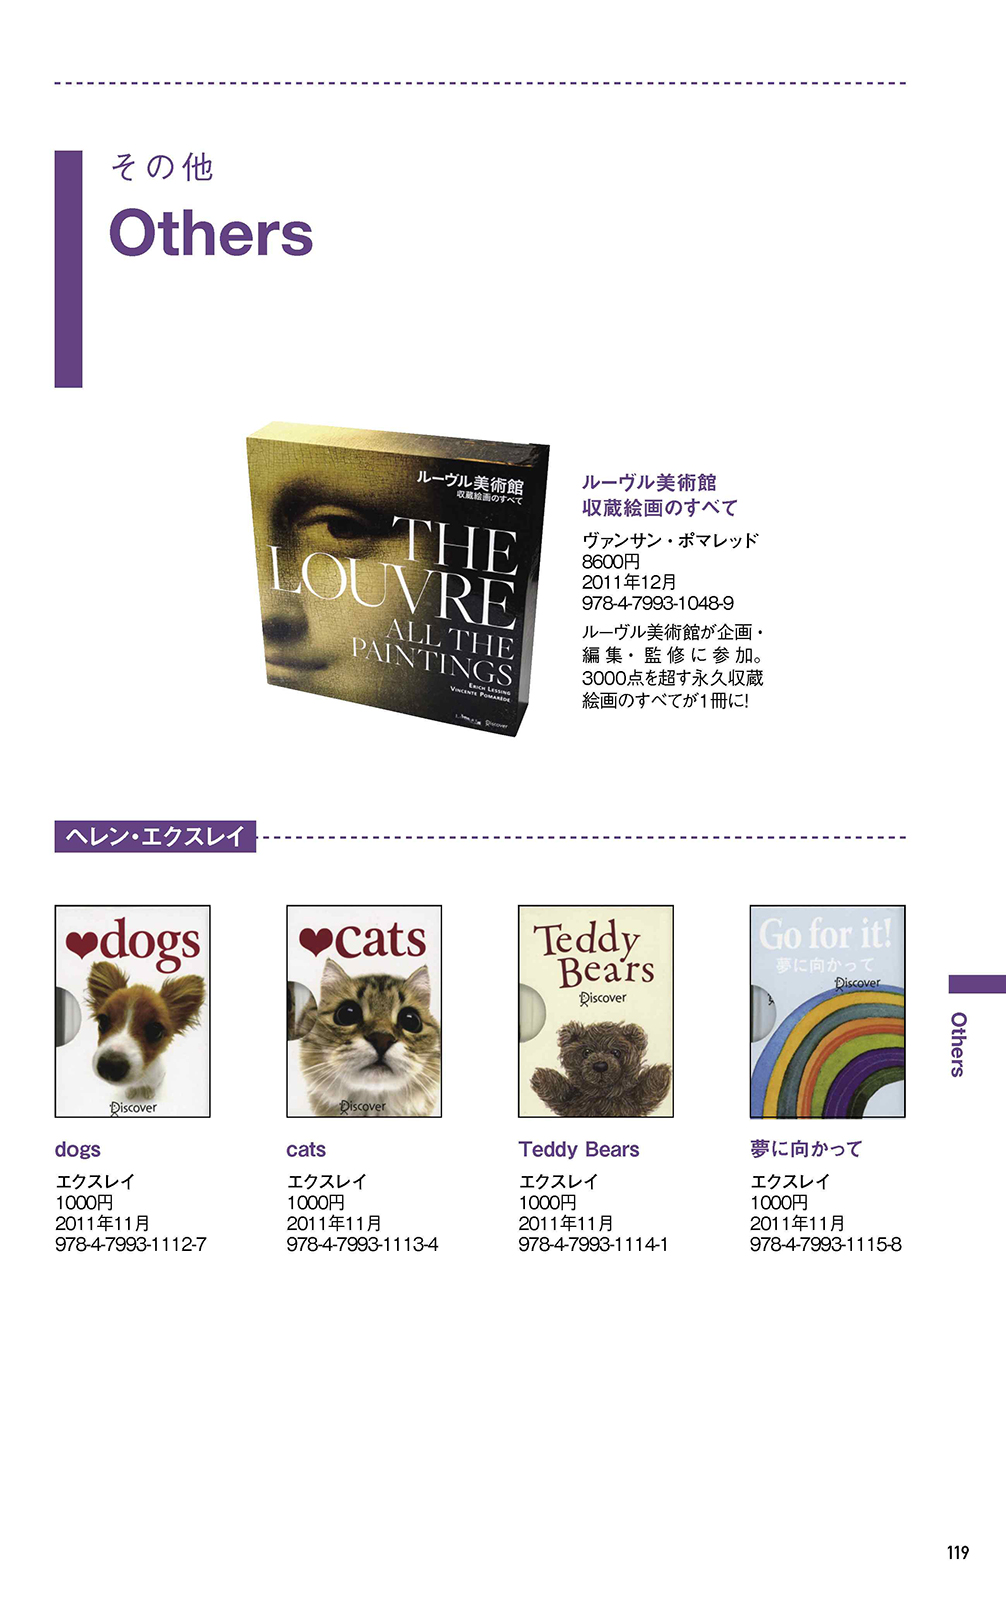 その他
Others
ルーヴル美術館
収蔵絵画のすべて
THE
LOUVRE
ALL THE
PAINTINGS
ERICH LESSING
VINCENTE POMARÈDE
Discover
ルーヴル美術館
収蔵絵画のすべて
ヴァンサン・ポマレッド
8600円
2011年12月
978-4-7993-1048-9
ルーヴル美術館が企画・
編集・監修に参加。
3000点を超す永久収蔵
絵画のすべてが1冊に!
ヘレン・エクスレイ
♥dogs
Discover
dogs
エクスレイ
1000円
2011年11月
978-4-7993-1112-7
♥cats
Discover
cats
エクスレイ
1000円
2011年11月
978-4-7993-1113-4
Teddy
Bears
Discover
Teddy Bears
エクスレイ
1000円
2011年11月
978-4-7993-1114-1
Go for it!
夢に向かって
Discover
夢に向かって
エクスレイ
1000円
2011年11月
978-4-7993-1115-8
Others
119